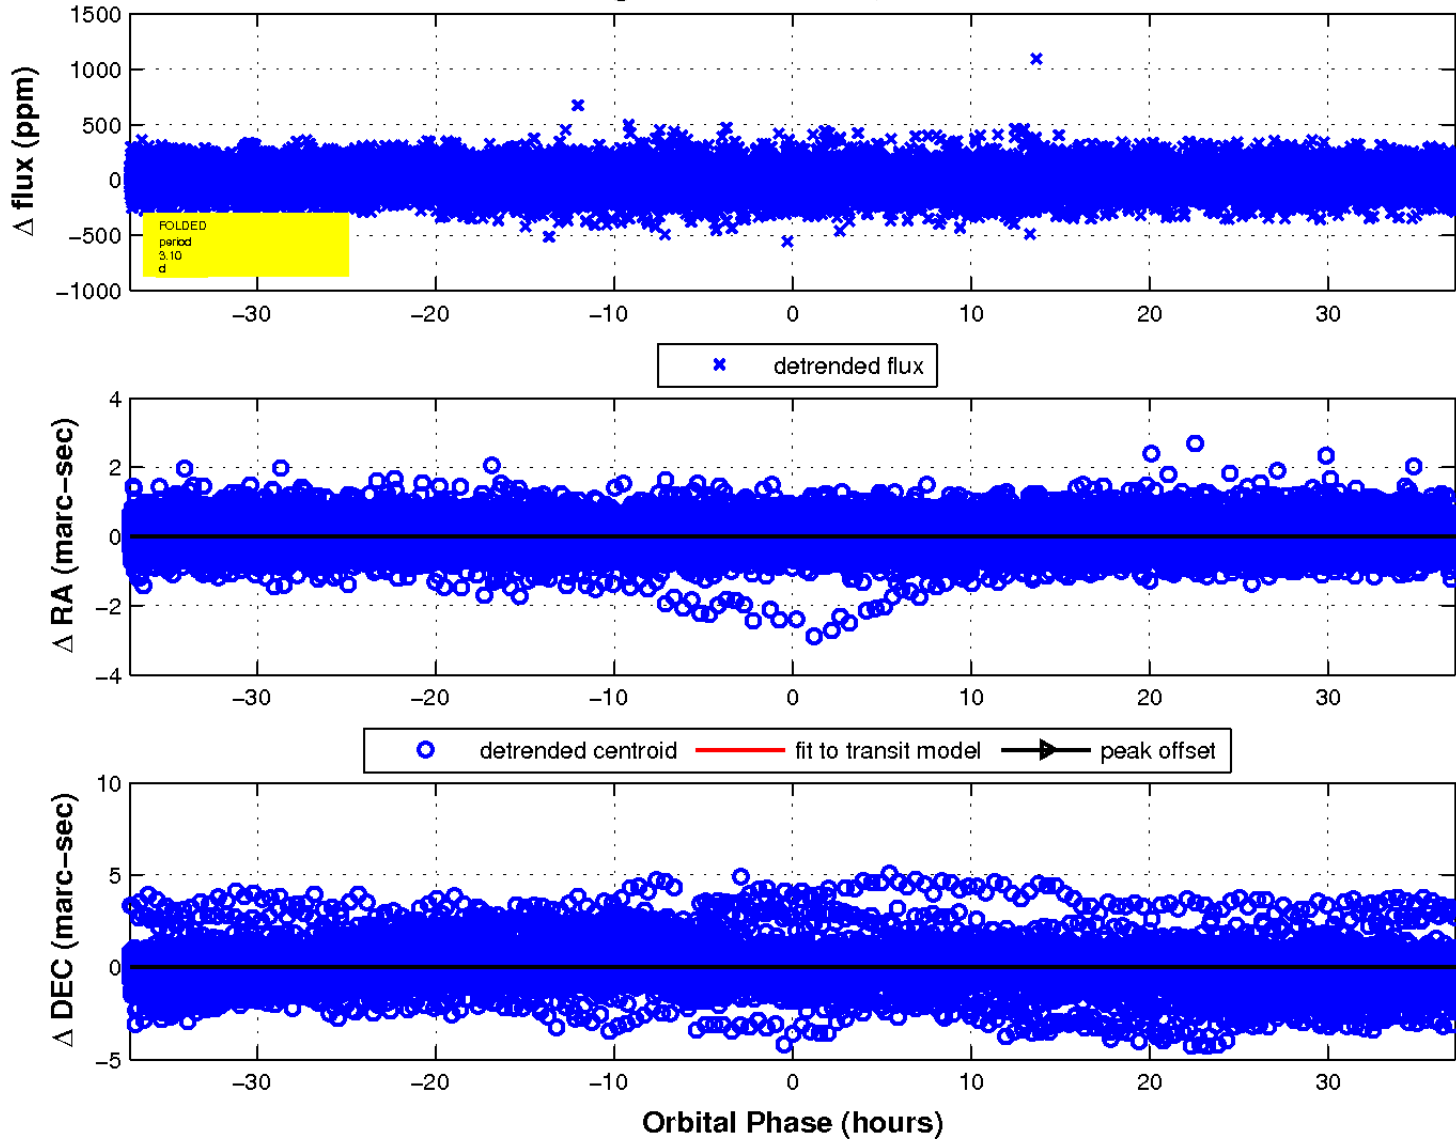 1500
1000
500
0
−500
−1000
Δ flux (ppm)
FOLDED
period
3.10
d
−30 −20 −10 0 10 20 30
detrended flux
4
2
0
−2
−4
Δ RA (marc−sec)
−30 −20 −10 0 10 20 30
detrended centroid fit to transit model peak offset
10
5
0
−5
Δ DEC (marc−sec)
−30 −20 −10 0 10 20 30
Orbital Phase (hours)